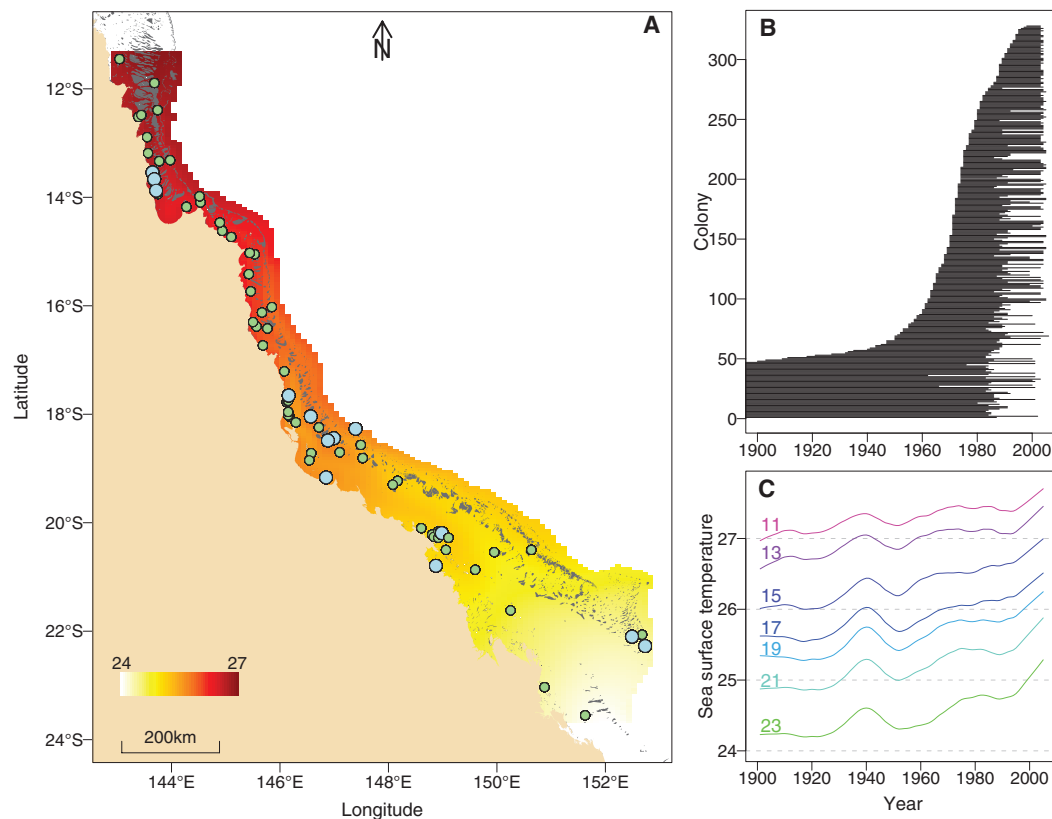 A
N
12°S
14°S
16°S
18°S
20°S
22°S
24°S
Latitude
24 27
200km
144°E 146°E 148°E 150°E 152°E
Longitude
B
300
250
200
150
100
50
0
Colony
1900 1920 1940 1960 1980 2000
C
27
26
25
24
Sea surface temperature
11
13
15
17
19
21
23
1900 1920 1940 1960 1980 2000
Year